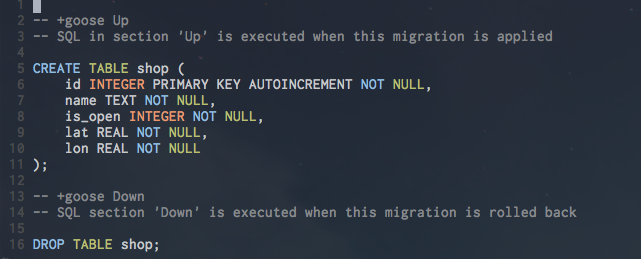 1
2 -- +goose Up
3 -- SQL in section 'Up' is executed when this migration is applied
4
5 CREATE TABLE shop (
6     id INTEGER PRIMARY KEY AUTOINCREMENT NOT NULL,
7     name TEXT NOT NULL,
8     is_open INTEGER NOT NULL,
9     lat REAL NOT NULL,
10     lon REAL NOT NULL
11 );
12
13 -- +goose Down
14 -- SQL section 'Down' is executed when this migration is rolled back
15
16 DROP TABLE shop;